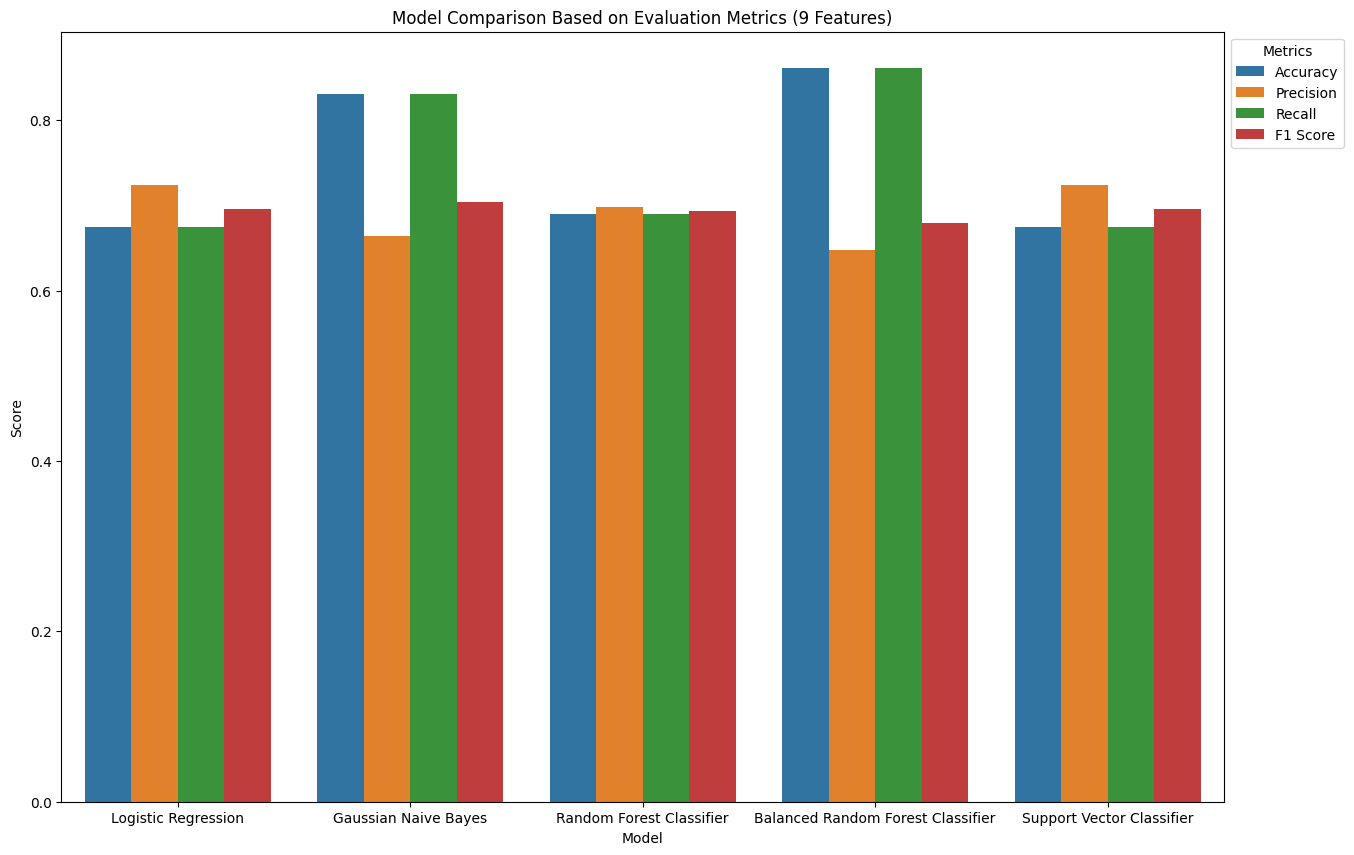 Model Comparison Based on Evaluation Metrics (9 Features)
Metrics
Accuracy
Precision
Recall
F1 Score
Score
0.8
0.6
0.4
0.2
0.0
Logistic Regression
Gaussian Naive Bayes
Random Forest Classifier
Balanced Random Forest Classifier
Support Vector Classifier
Model